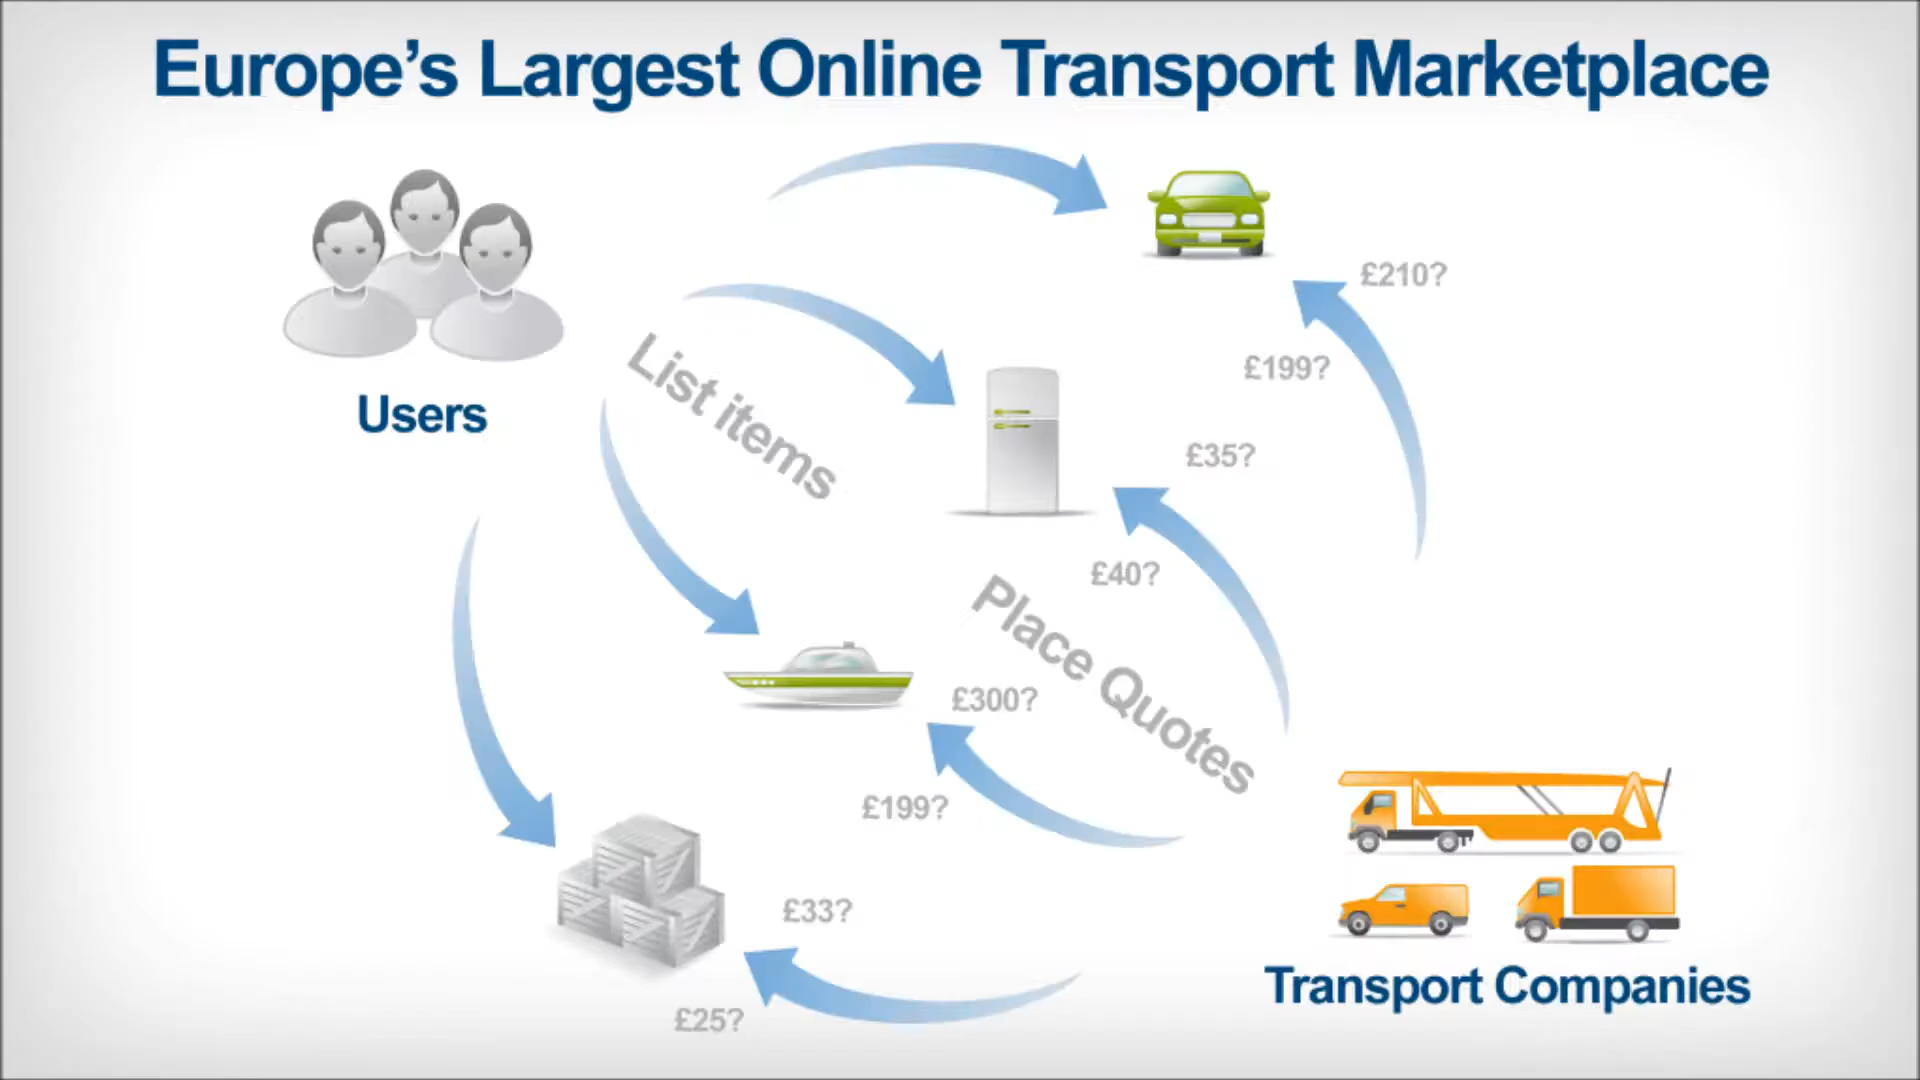 Europe's Largest Online Transport Marketplace
£210?
£199?
List items
Users
£35?
£40?
Place Quotes
£300?
£199?
£33?
Transport Companies
£25?